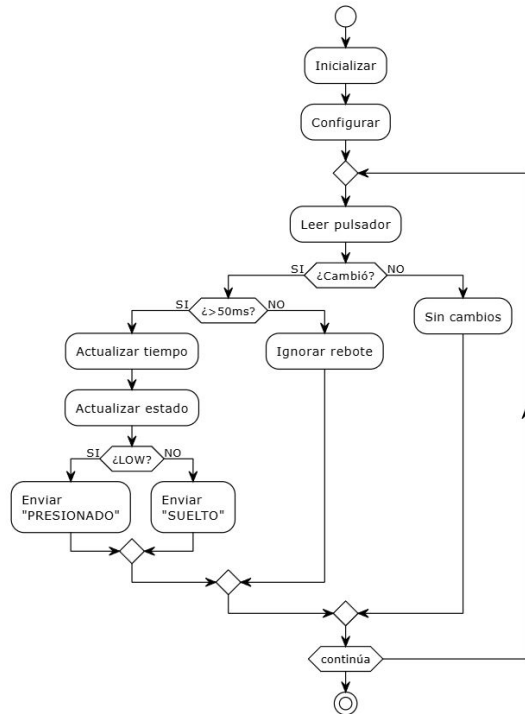 Inicializar
Configurar
Leer pulsador
SI ¿Cambió? NO
SI ¿>50ms? NO
Sin cambios
Actualizar tiempo
Ignorar rebote
Actualizar estado
SI ¿LOW? NO
Enviar
"PRESIONADO"
Enviar
"SUELTO"
continúa